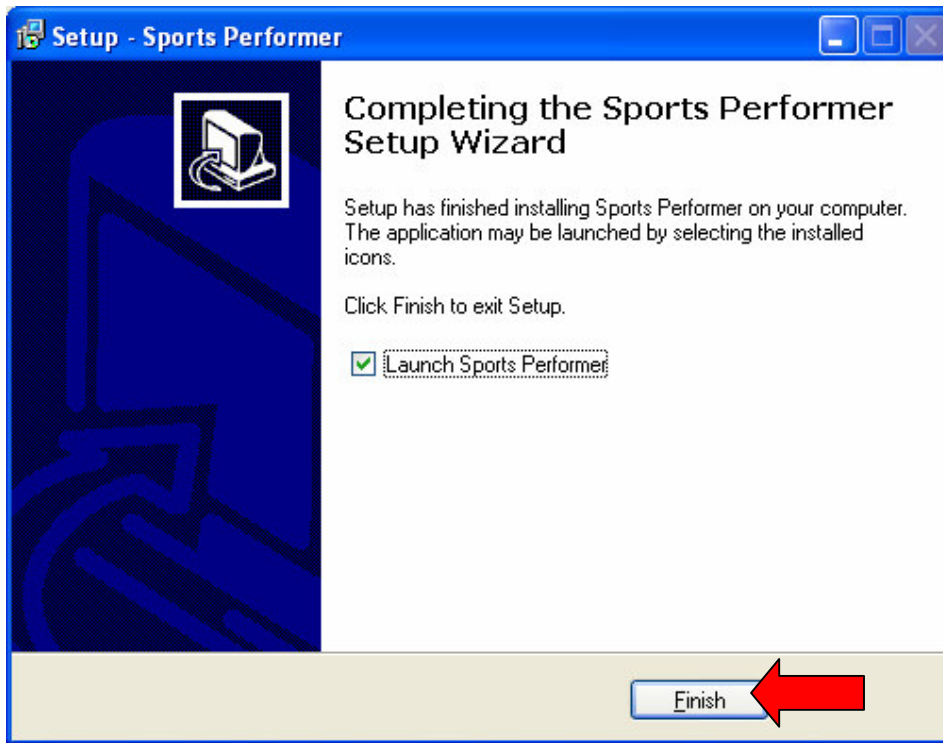 Setup - Sports Performer
Completing the Sports Performer
Setup Wizard
Setup has finished installing Sports Performer on your computer.
The application may be launched by selecting the installed
icons.
Click Finish to exit Setup.
Launch Sports Performer
Finish